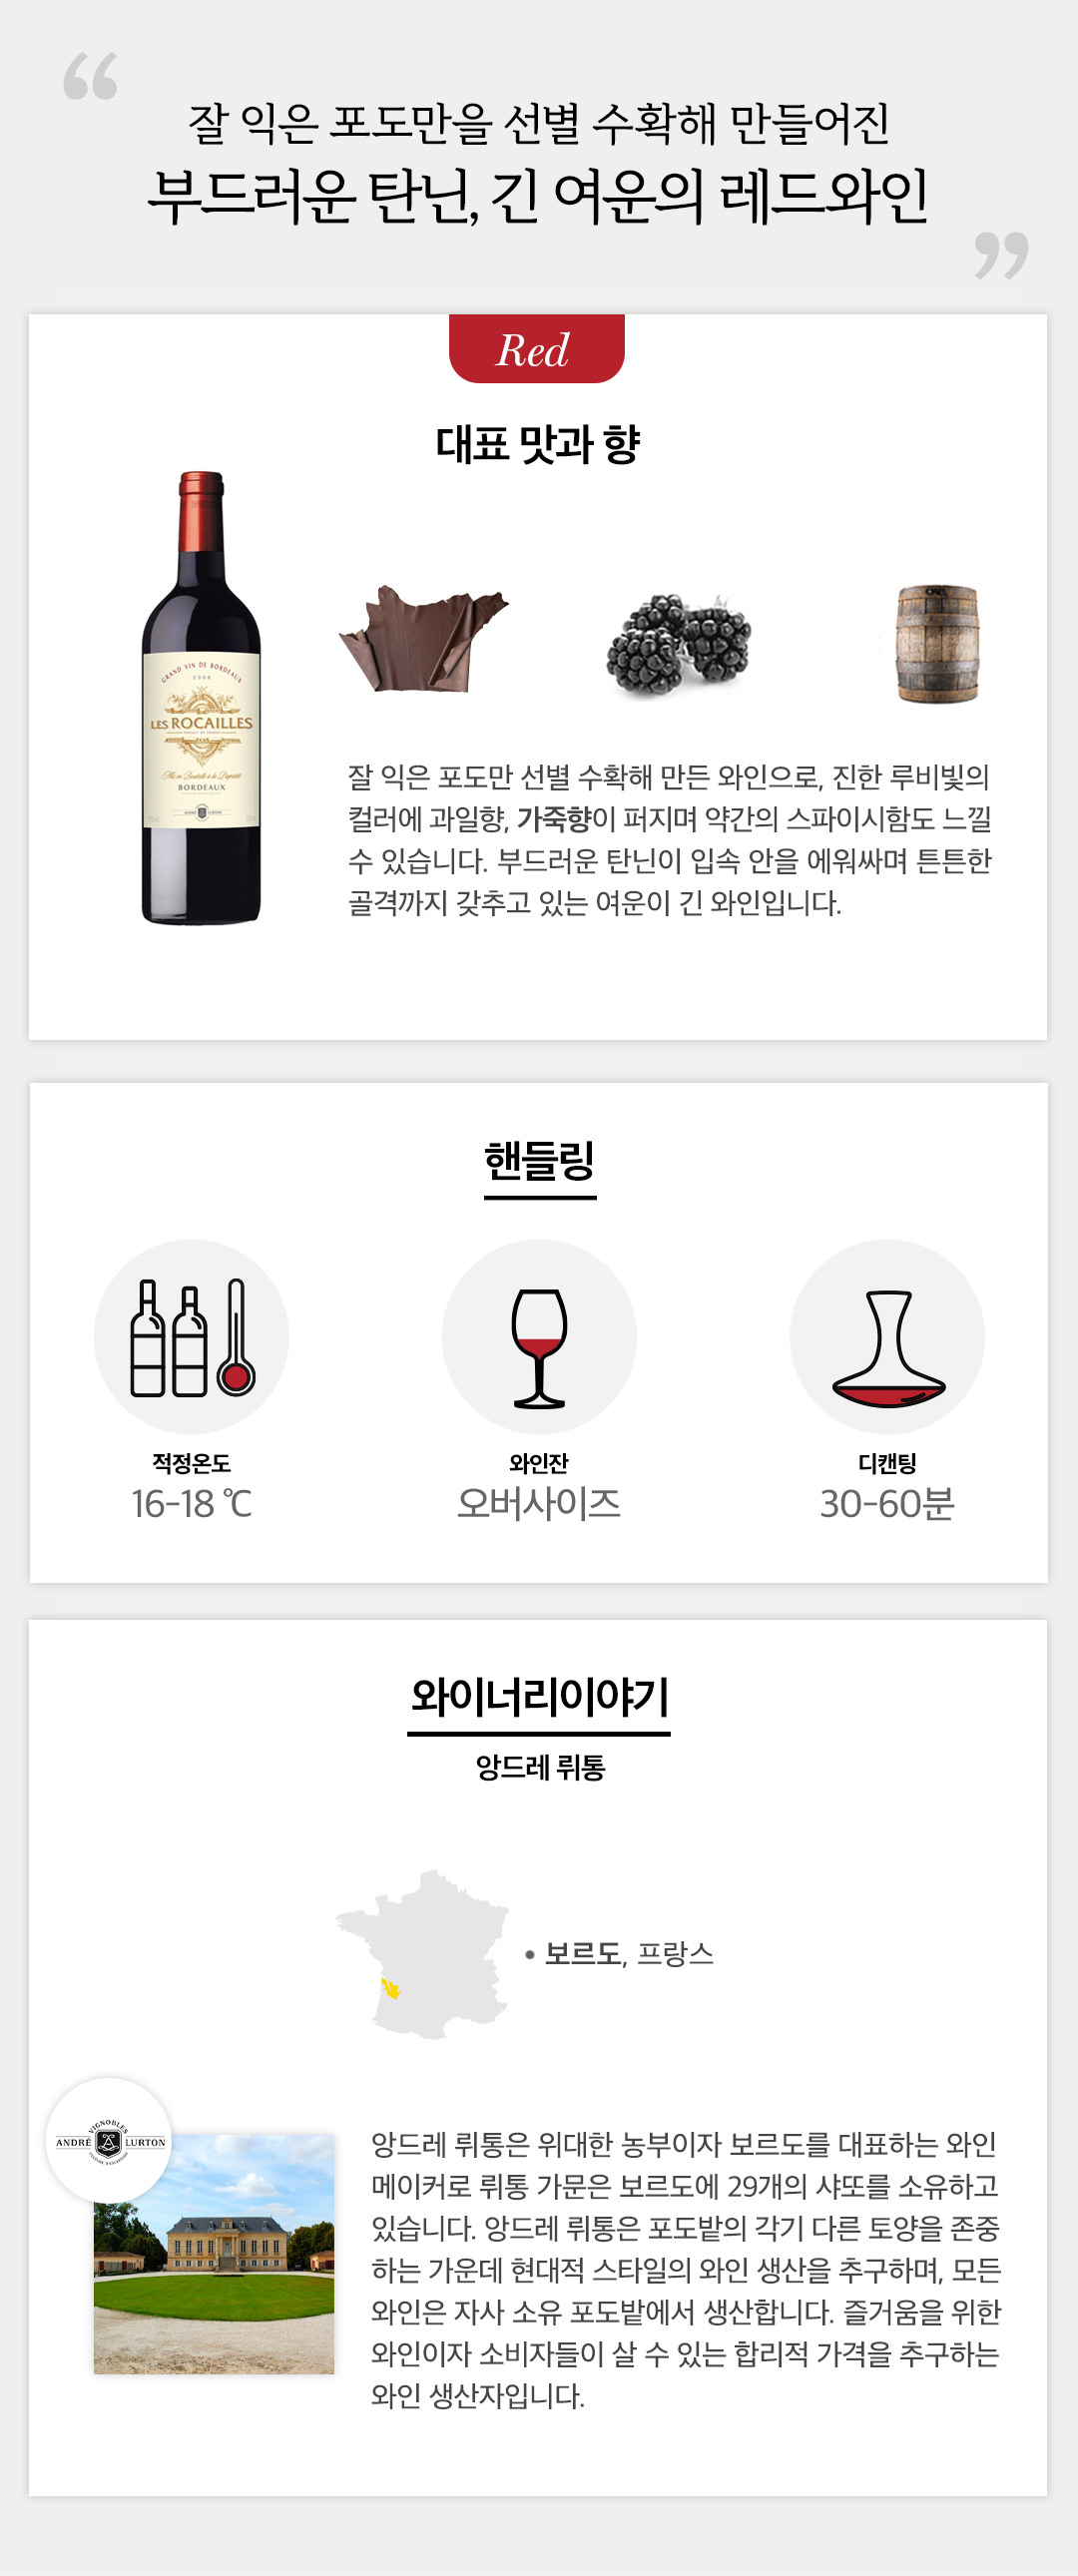 “
잘 익은 포도만을 선별 수확해 만들어진
부드러운 탄닌, 긴 여운의 레드와인
”
Red
대표 맛과 향
GRAND VIN DE BORDEAUX
2008
LES ROCAILLES
PRODUIT DE FRANCE
Mis en Bouteille à la Propriété
BORDEAUX
ANDRÉ LURTON
잘 익은 포도만 선별 수확해 만든 와인으로, 진한 루비빛의
컬러에 과일향, 가죽향이 퍼지며 약간의 스파이시함도 느낄
수 있습니다. 부드러운 탄닌이 입속 안을 에워싸며 튼튼한
골격까지 갖추고 있는 여운이 긴 와인입니다.
핸들링
적정온도
16-18 ℃
와인잔
오버사이즈
디캔팅
30-60분
와이너리이야기
앙드레 뤼통
• 보르도, 프랑스
VIGNOBLES
ANDRÉ LURTON
앙드레 뤼통은 위대한 농부이자 보르도를 대표하는 와인
메이커로 뤼통 가문은 보르도에 29개의 샤또를 소유하고
있습니다. 앙드레 뤼통은 포도밭의 각기 다른 토양을 존중
하는 가운데 현대적 스타일의 와인 생산을 추구하며, 모든
와인은 자사 소유 포도밭에서 생산합니다. 즐거움을 위한
와인이자 소비자들이 살 수 있는 합리적 가격을 추구하는
와인 생산자입니다.